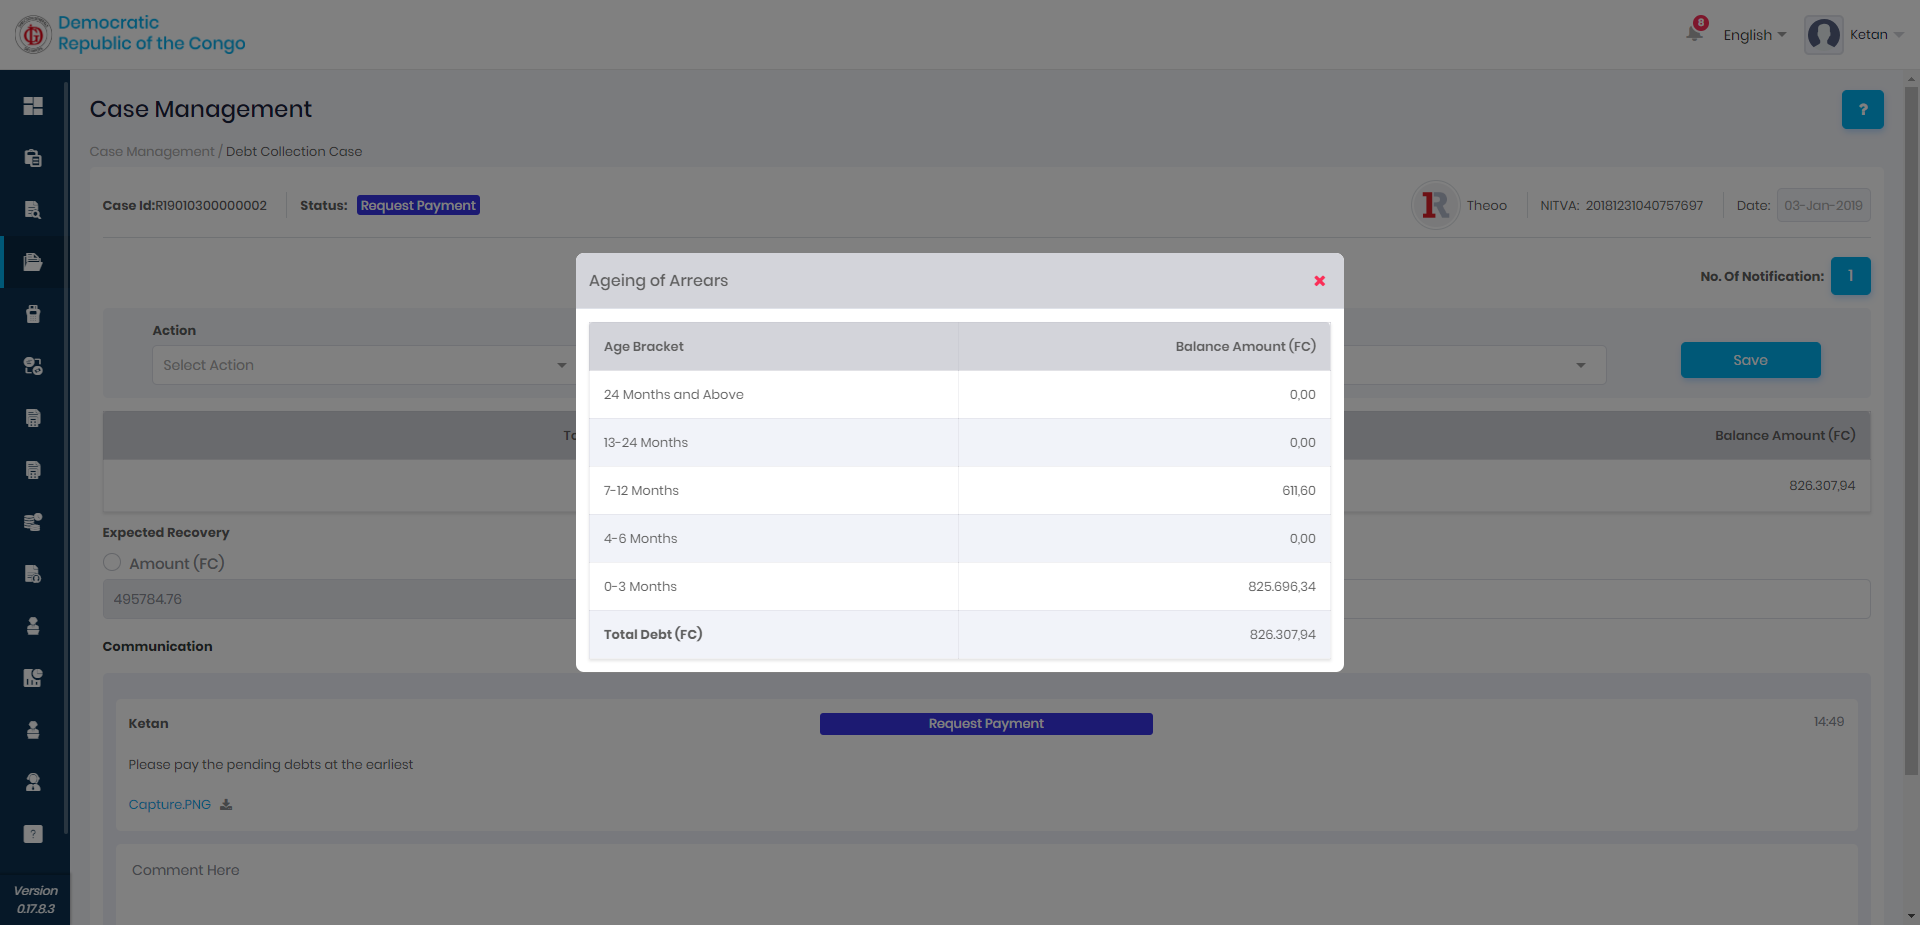 Democratic
Republic of the Congo
8
English
Ketan
Case Management
?
Case Management / Debt Collection Case
Case Id:R19010300000002
Status: Request Payment
1R
Theoo
NITVA: 20181231040757697
Date: 03-Jan-2019
No. Of Notification: 1
Ageing of Arrears
Action
Select Action
Save
Age Bracket Balance Amount (FC)
24 Months and Above 0,00
13-24 Months 0,00
7-12 Months 611,60
4-6 Months 0,00
0-3 Months 825.696,34
Total Debt (FC) 826.307,94
Balance Amount (FC)
826.307,94
Expected Recovery
Amount (FC)
495784.76
Communication
Ketan
Request Payment
14:49
Please pay the pending debts at the earliest
Capture.PNG
Comment Here
?
Version
0.17.8.3